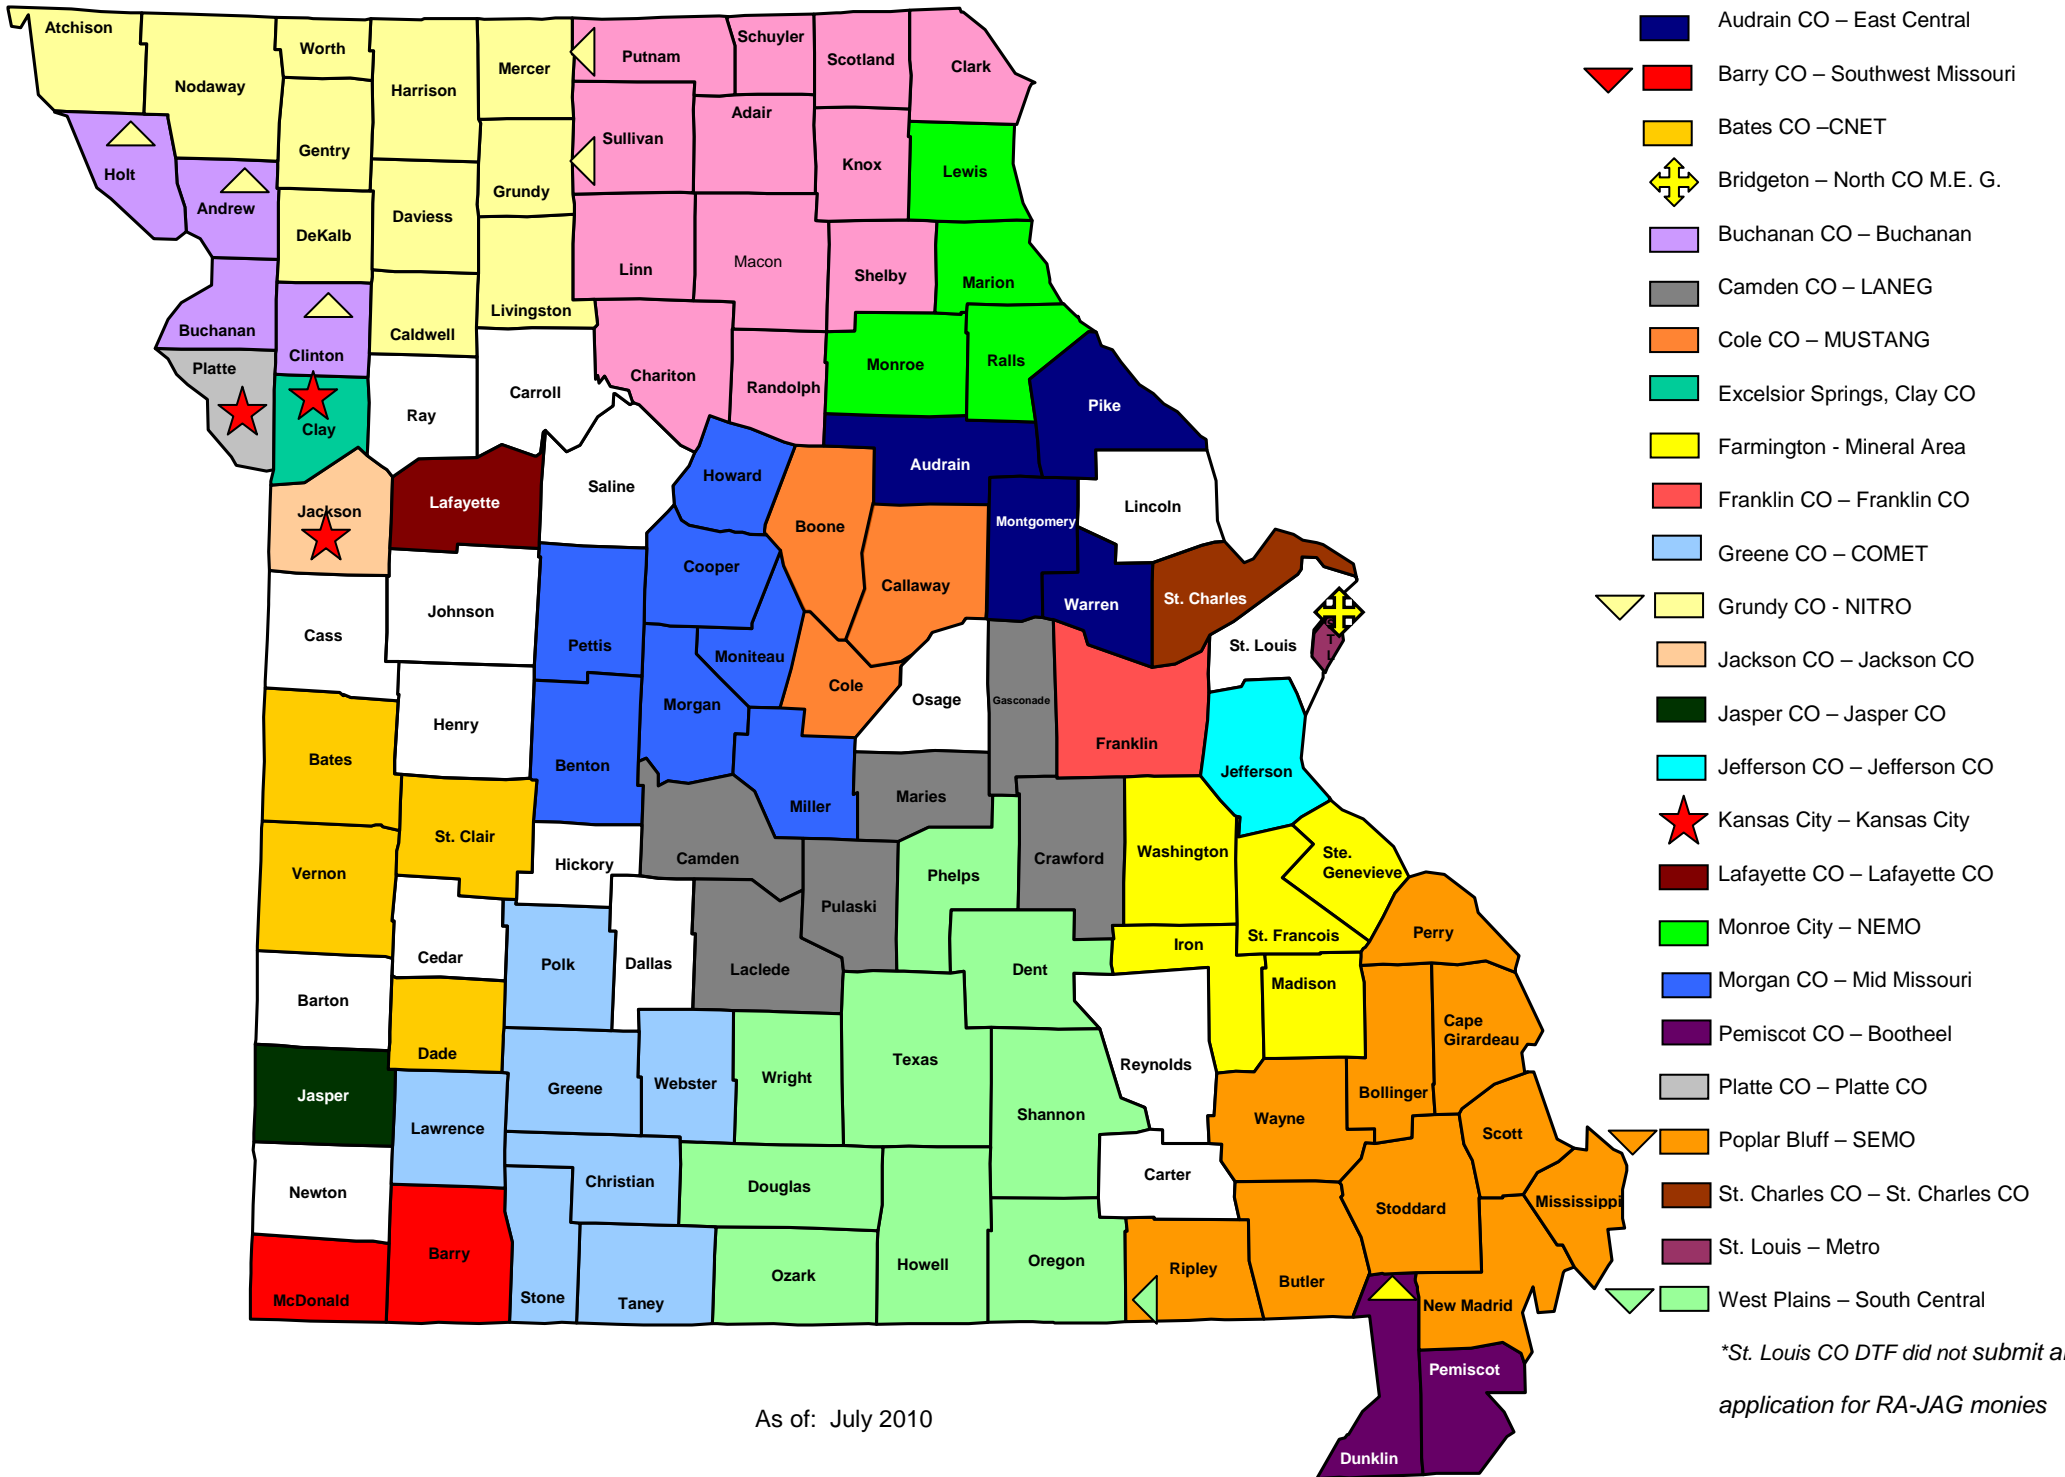 Atchison
Nodaway
Worth
Harrison
Mercer
Putnam
Schuyler
Scotland
Clark
Gentry
Holt
Andrew
DeKalb
Daviess
Grundy
Sullivan
Adair
Knox
Lewis
Buchanan
Clinton
Caldwell
Livingston
Linn
Macon
Shelby
Marion
Platte
Clay
Ray
Carroll
Chariton
Randolph
Monroe
Ralls
Pike
Jackson
Lafayette
Saline
Howard
Boone
Audrain
Callaway
Montgomery
Lincoln
Warren
St. Charles
St. Louis
T
L
Cass
Johnson
Pettis
Cooper
Moniteau
Morgan
Cole
Osage
Gasconade
Franklin
Jefferson
Bates
Henry
Benton
Miller
Maries
Crawford
Washington
Ste.
Genevieve
St. Francois
Vernon
St. Clair
Hickory
Camden
Pulaski
Phelps
Dent
Iron
Madison
Perry
Barton
Cedar
Polk
Dallas
Laclede
Texas
Reynolds
Bollinger
Cape
Girardeau
Jasper
Dade
Greene
Webster
Wright
Shannon
Wayne
Scott
Lawrence
Newton
Christian
Douglas
Carter
Stoddard
Mississippi
McDonald
Barry
Stone
Taney
Ozark
Howell
Oregon
Ripley
Butler
New Madrid
Dunklin
Pemiscot
As of: July 2010
Audrain CO – East Central
Barry CO – Southwest Missouri
Bates CO –CNET
Bridgeton – North CO M.E. G.
Buchanan CO – Buchanan
Camden CO – LANEG
Cole CO – MUSTANG
Excelsior Springs, Clay CO
Farmington - Mineral Area
Franklin CO – Franklin CO
Greene CO – COMET
Grundy CO - NITRO
Jackson CO – Jackson CO
Jasper CO – Jasper CO
Jefferson CO – Jefferson CO
Kansas City – Kansas City
Lafayette CO – Lafayette CO
Monroe City – NEMO
Morgan CO – Mid Missouri
Pemiscot CO – Bootheel
Platte CO – Platte CO
Poplar Bluff – SEMO
St. Charles CO – St. Charles CO
St. Louis – Metro
West Plains – South Central
*St. Louis CO DTF did not submit a
application for RA-JAG monies